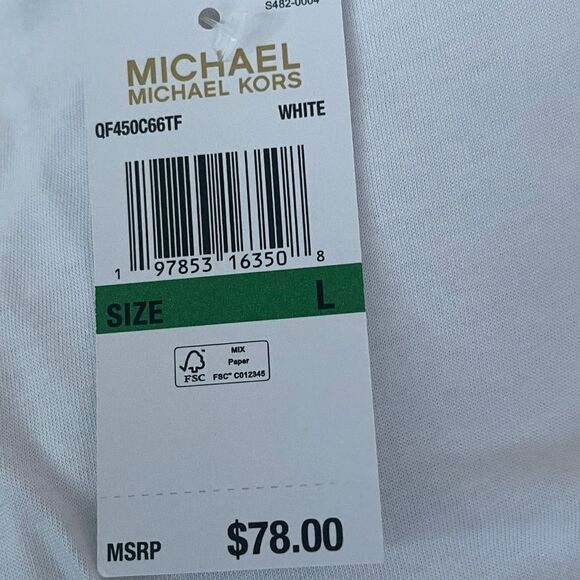 S482-0004
MICHAEL
MICHAEL KORS
QF450C66TF WHITE
1 97853 16350 8
SIZE L
FSC
MIX
Paper
FSC™ C012345
MSRP $78.00